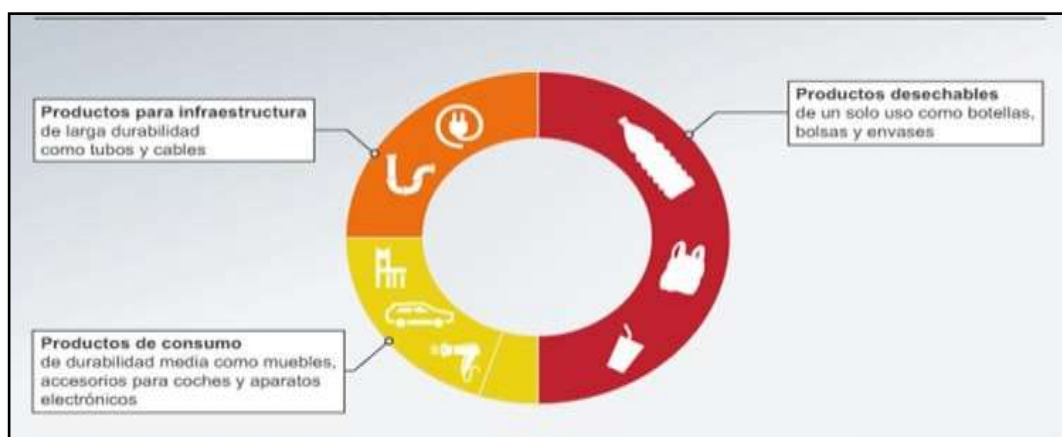 Productos para infraestructura
de larga durabilidad
como tubos y cables
Productos desechables
de un solo uso como botellas,
bolsas y envases
Productos de consumo
de durabilidad media como muebles,
accesorios para coches y aparatos
electrónicos